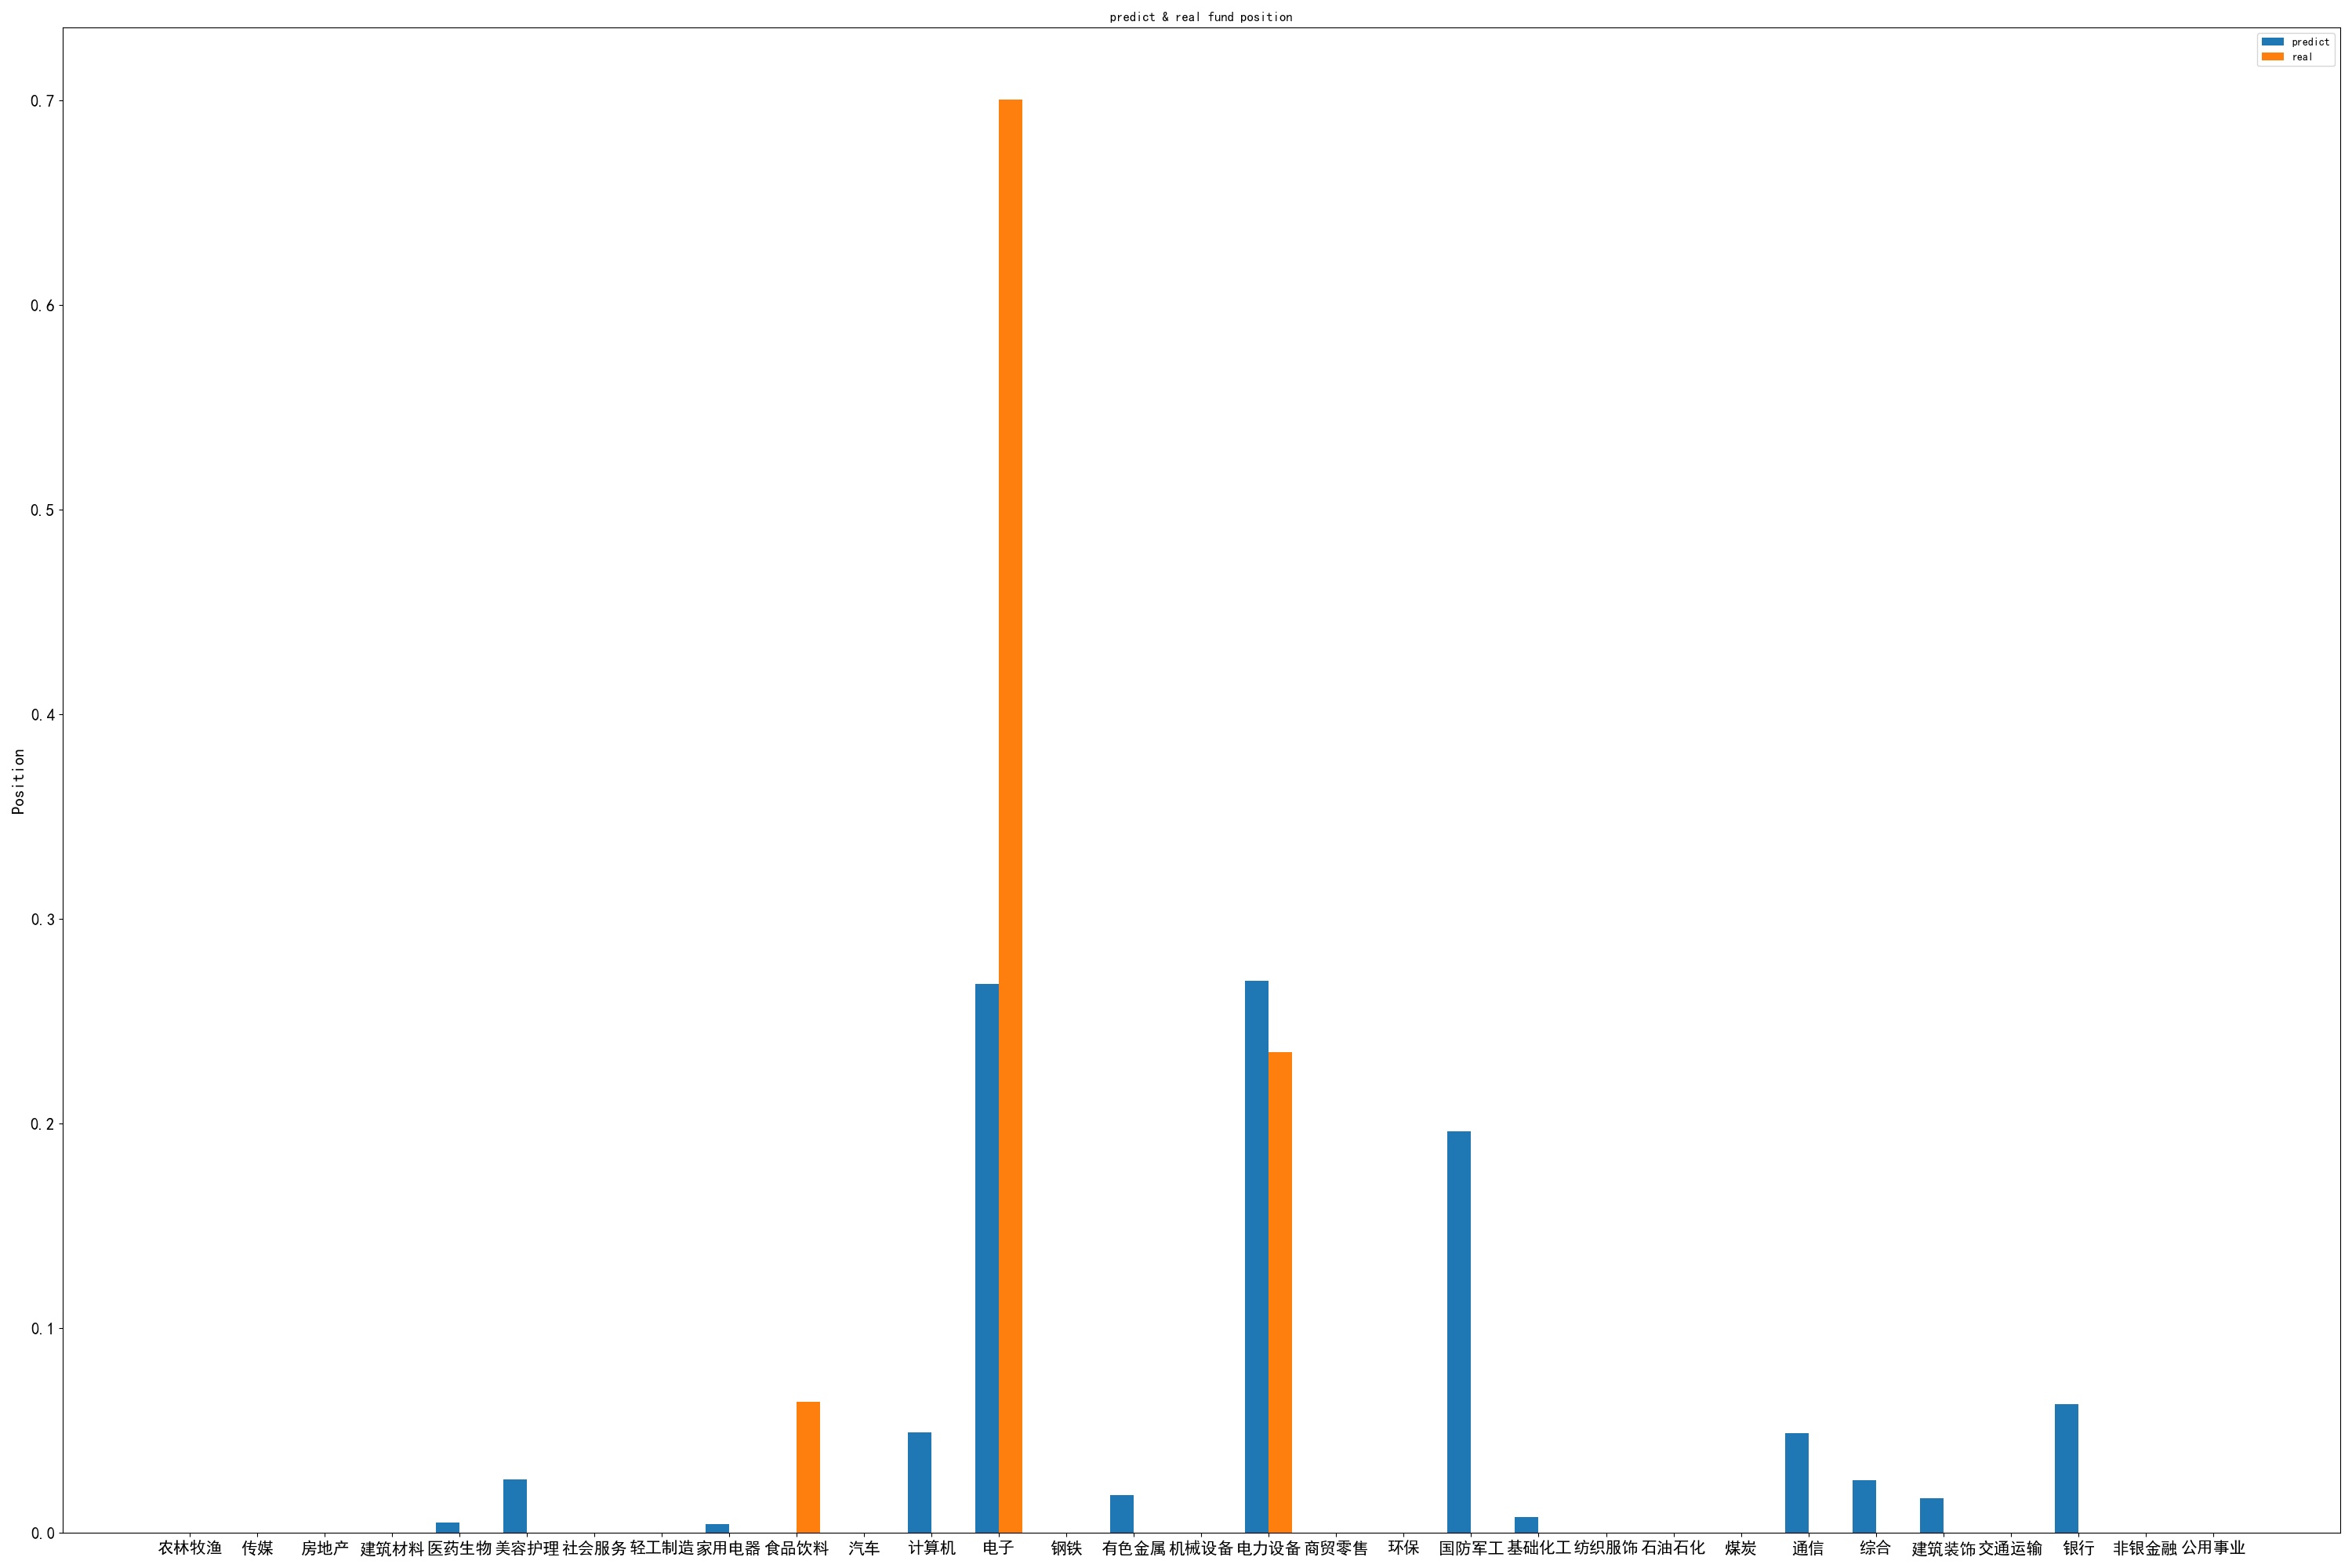 predict & real fund position
predict
real
0.7
0.6
0.5
0.4
0.3
0.2
0.1
0.0
Position
农林牧渔 传媒 房地产 建筑材料 医药生物 美容护理 社会服务 轻工制造 家用电器 食品饮料 汽车 计算机 电子 钢铁 有色金属 机械设备 电力设备 商贸零售 环保 国防军工 基础化工 纺织服饰 石油石化 煤炭 通信 综合 建筑装饰 交通运输 银行 非银金融 公用事业